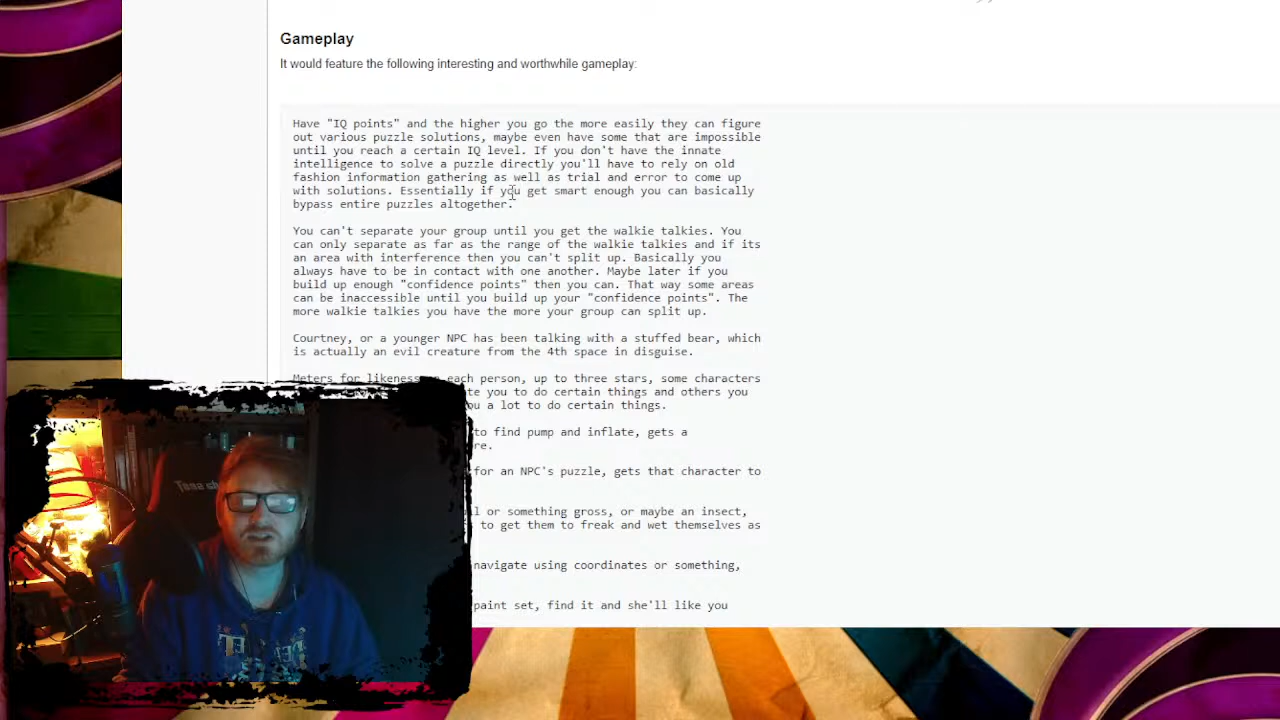 Gameplay
It would feature the following interesting and worthwhile gameplay:
Have "IQ points" and the higher you go the more easily they can figure
out various puzzle solutions, maybe even have some that are impossible
until you reach a certain IQ level. If you don't have the innate
intelligence to solve a puzzle directly you'll have to rely on old
fashion information gathering as well as trial and error to come up
with solutions. Essentially if you get smart enough you can basically
bypass entire puzzles altogether.
You can't separate your group until you get the walkie talkies. You
can only separate as far as the range of the walkie talkies and if its
an area with interference then you can't split up. Basically you
always have to be in contact with one another. Maybe later if you
build up enough "confidence points" then you can. That way some areas
can be inaccessible until you build up your "confidence points". The
more walkie talkies you have the more your group can split up.
Courtney, or a younger NPC has been talking with a stuffed bear, which
is actually an evil creature from the 4th space in disguise.
Meters for likeness each person, up to three stars, some characters
you to do certain things and others you
a lot to do certain things.
to find pump and inflate, gets a
for an NPC's puzzle, gets that character to
or something gross, or maybe an insect,
to get them to freak and wet themselves as
navigate using coordinates or something,
paint set, find it and she'll like you